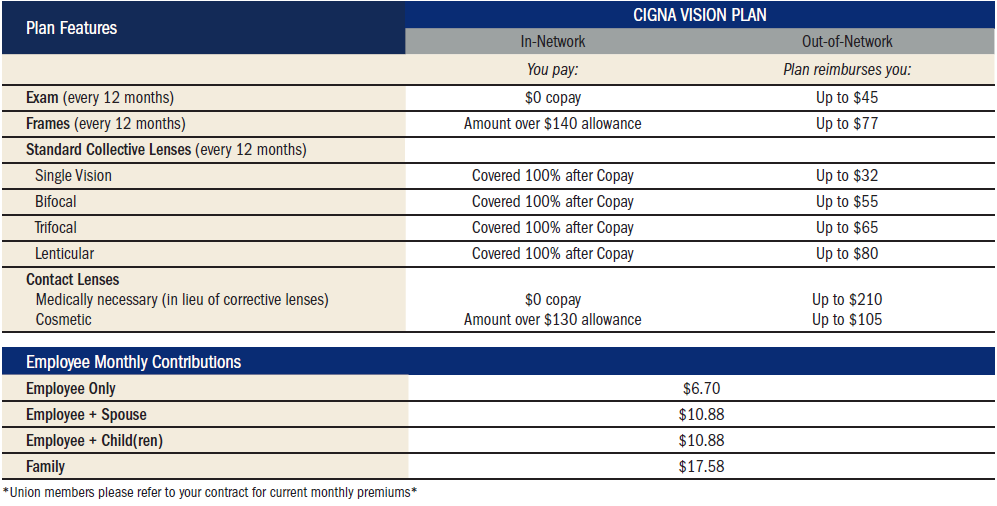 Plan Features
CIGNA VISION PLAN
In-Network Out-of-Network
You pay: Plan reimburses you:
Exam (every 12 months) $0 copay Up to $45
Frames (every 12 months) Amount over $140 allowance Up to $77
Standard Collective Lenses (every 12 months)
Single Vision Covered 100% after Copay Up to $32
Bifocal Covered 100% after Copay Up to $55
Trifocal Covered 100% after Copay Up to $65
Lenticular Covered 100% after Copay Up to $80
Contact Lenses
Medically necessary (in lieu of corrective lenses) $0 copay Up to $210
Cosmetic Amount over $130 allowance Up to $105
Employee Monthly Contributions
Employee Only $6.70
Employee + Spouse $10.88
Employee + Child(ren) $10.88
Family $17.58
*Union members please refer to your contract for current monthly premiums*